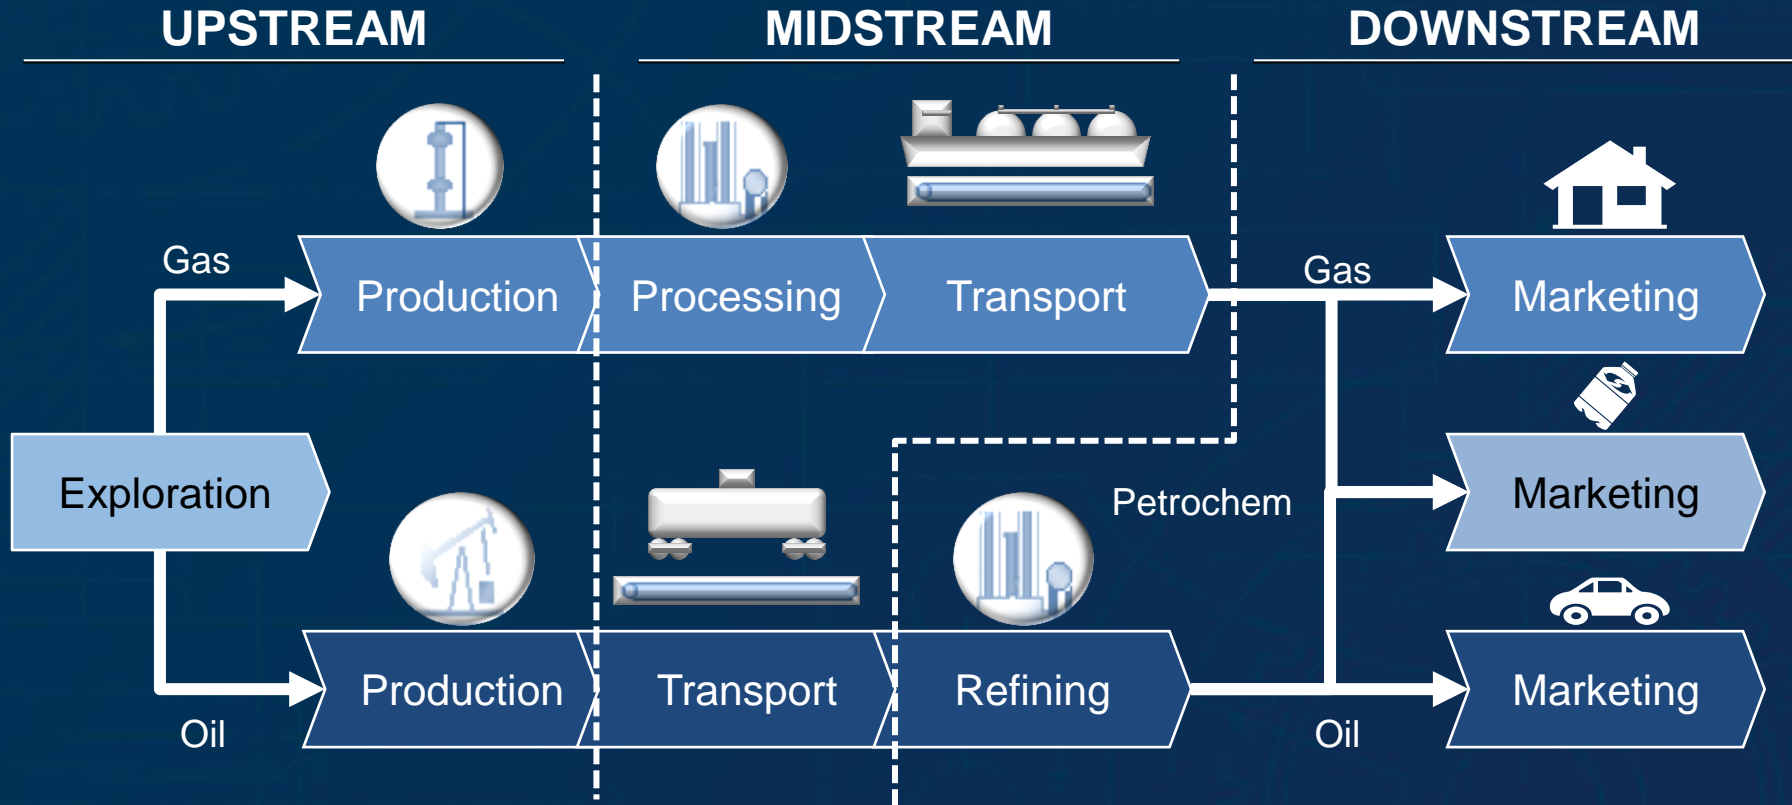 UPSTREAM
MIDSTREAM
DOWNSTREAM
Gas
Production
Processing
Transport
Gas
Marketing
Exploration
Petrochem
Marketing
Production
Transport
Refining
Marketing
Oil
Oil